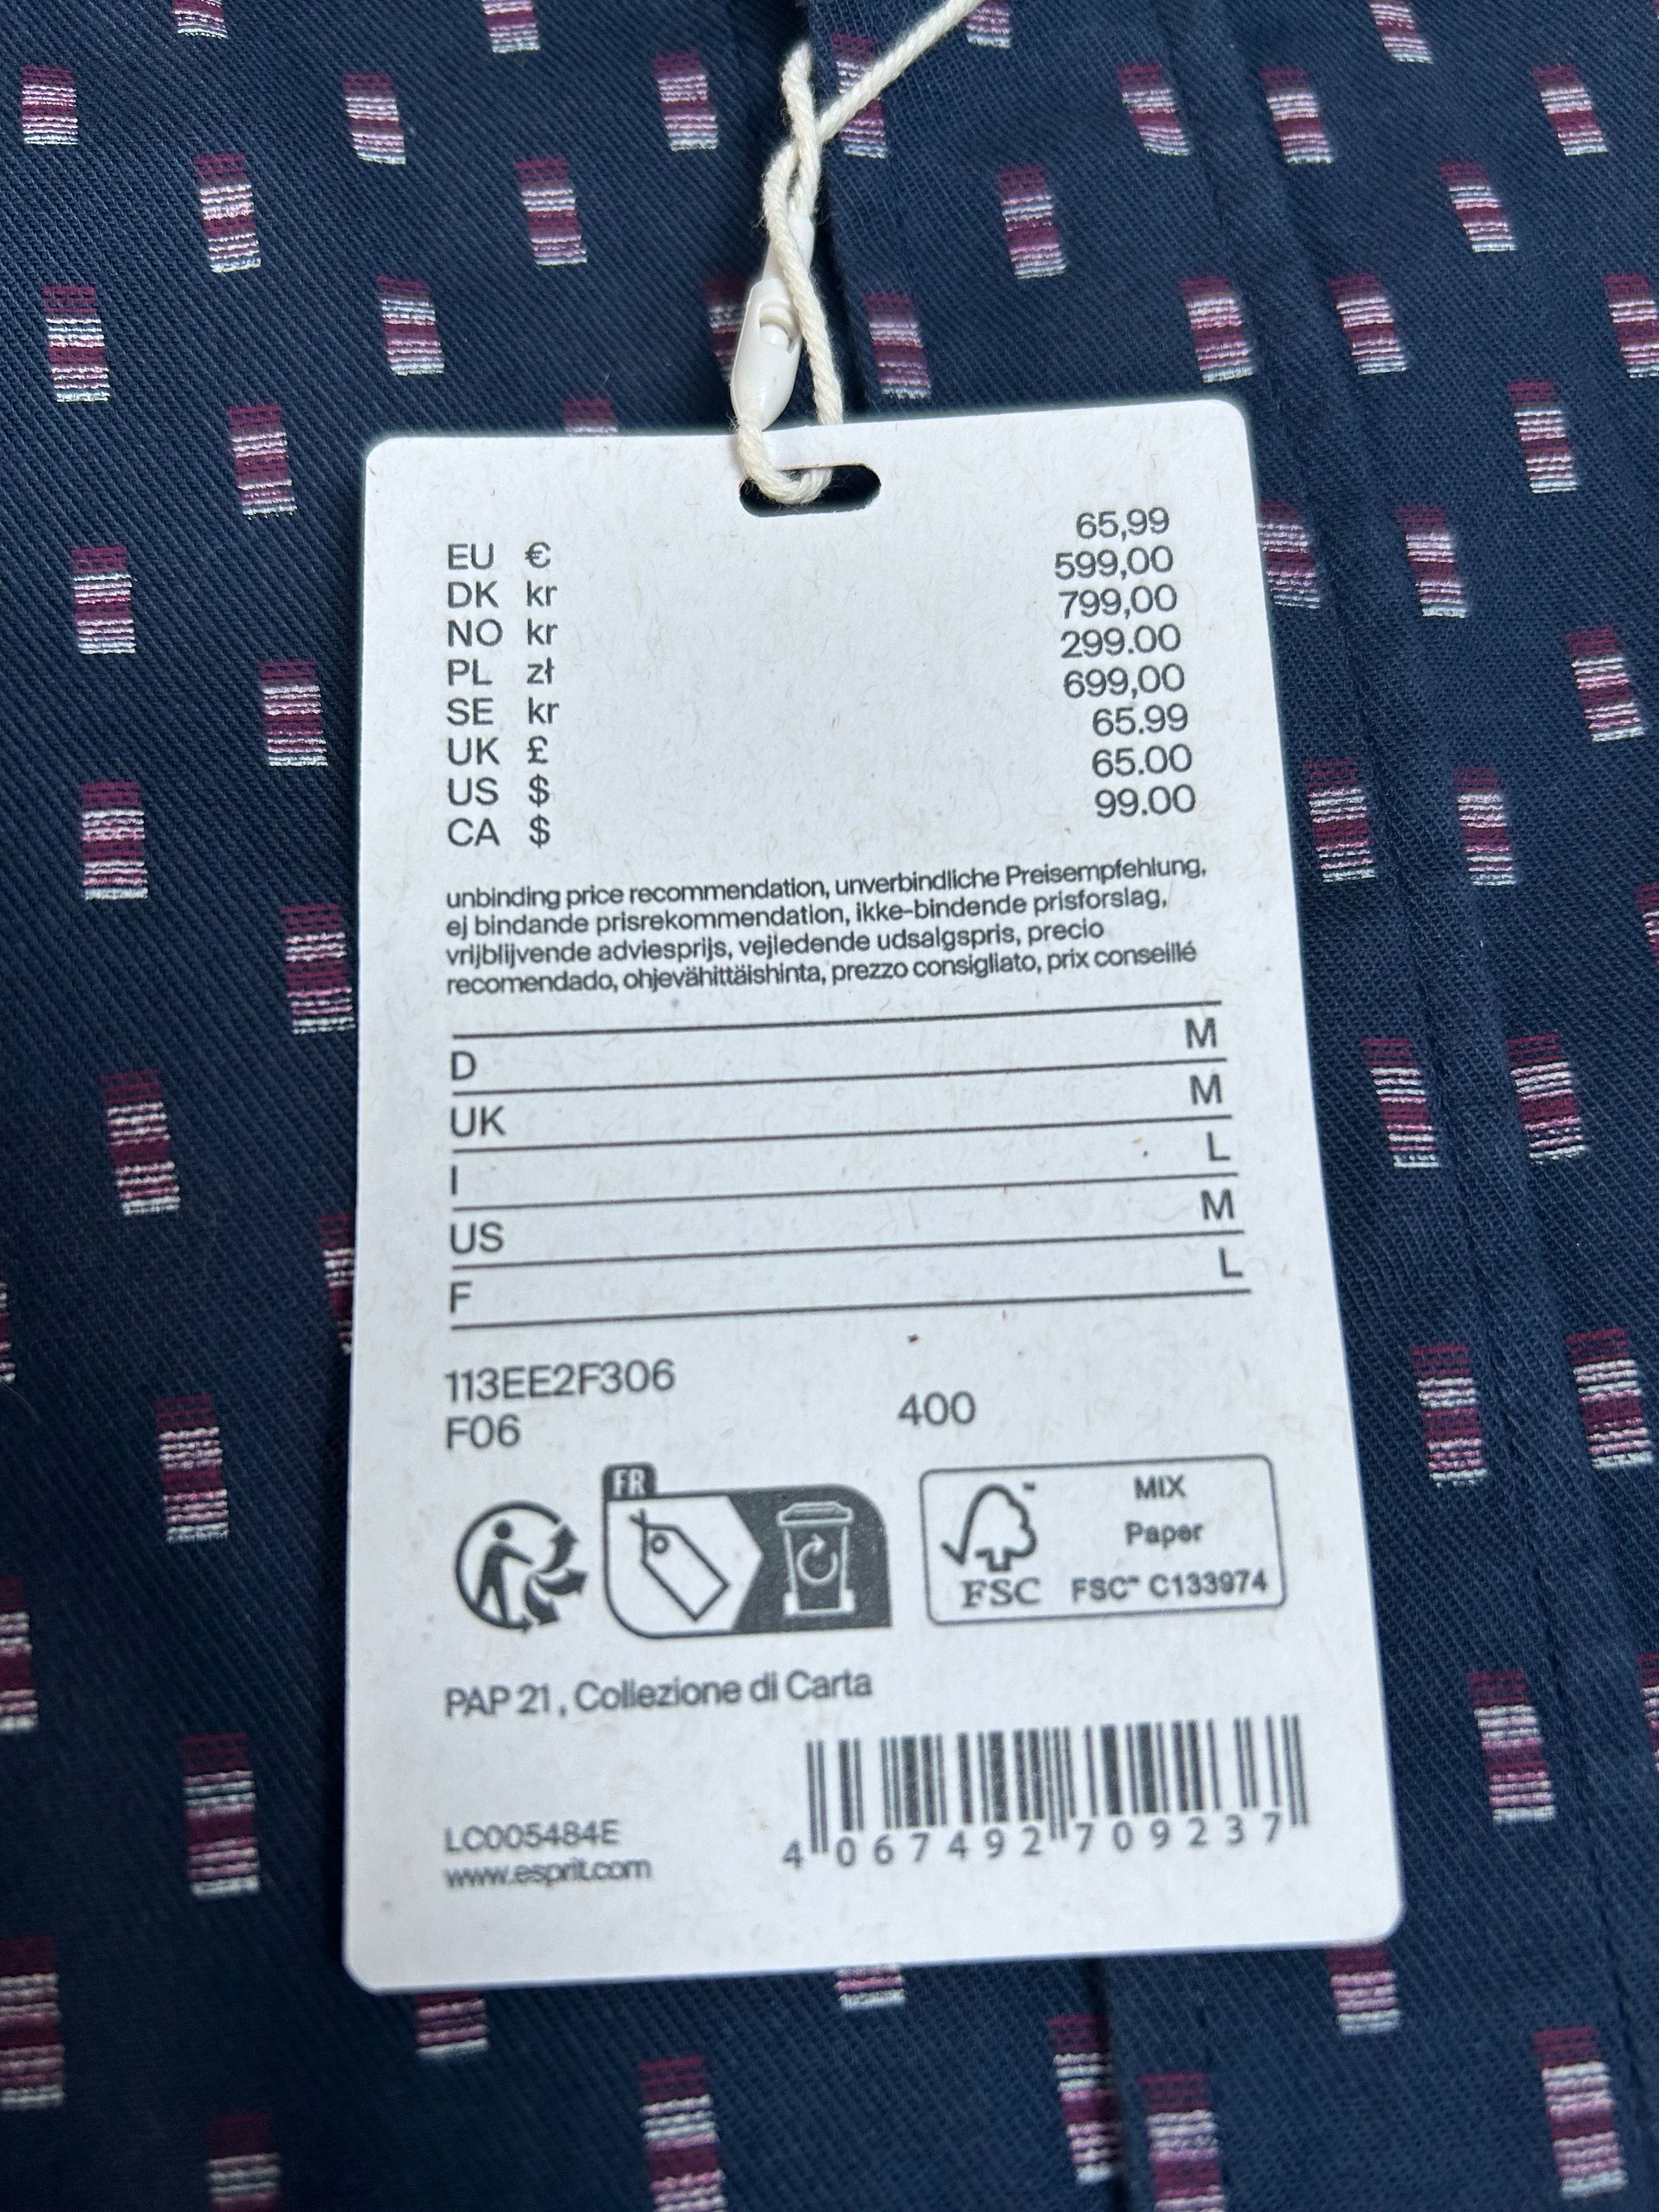 EU € 65,99
DK kr 599,00
NO kr 799,00
PL zł 299.00
SE kr 699,00
UK £ 65.99
US $ 65.00
CA $ 99.00
unbinding price recommendation, unverbindliche Preisempfehlung,
ej bindande prisrekommendation, ikke-bindende prisforslag,
vrijblijvende adviesprijs, vejledende udsalgspris, precio
recomendado, ohjevähittäishinta, prezzo consigliato, prix conseillé
D M
UK M
I L
US M
F L
113EE2F306
F06 400
FR
MIX
Paper
FSC™ FSC™ C133974
PAP 21, Collezione di Carta
LC005484E
www.esprit.com
4 067492 709237